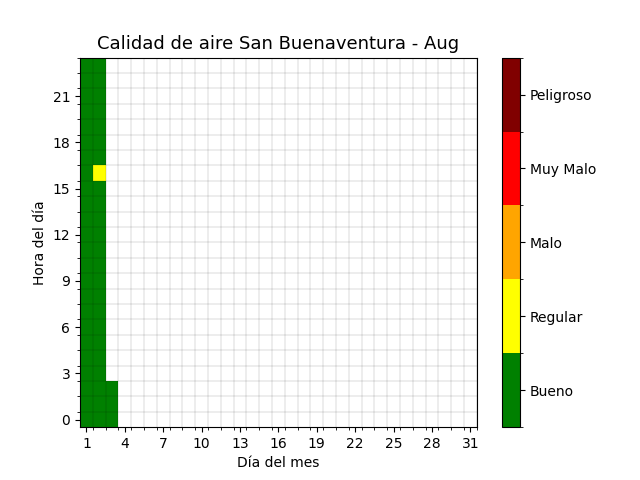 Calidad de aire San Buenaventura - Aug
Hora del día
21
18
15
12
9
6
3
0
1 4 7 10 13 16 19 22 25 28 31
Día del mes
Peligroso
Muy Malo
Malo
Regular
Bueno